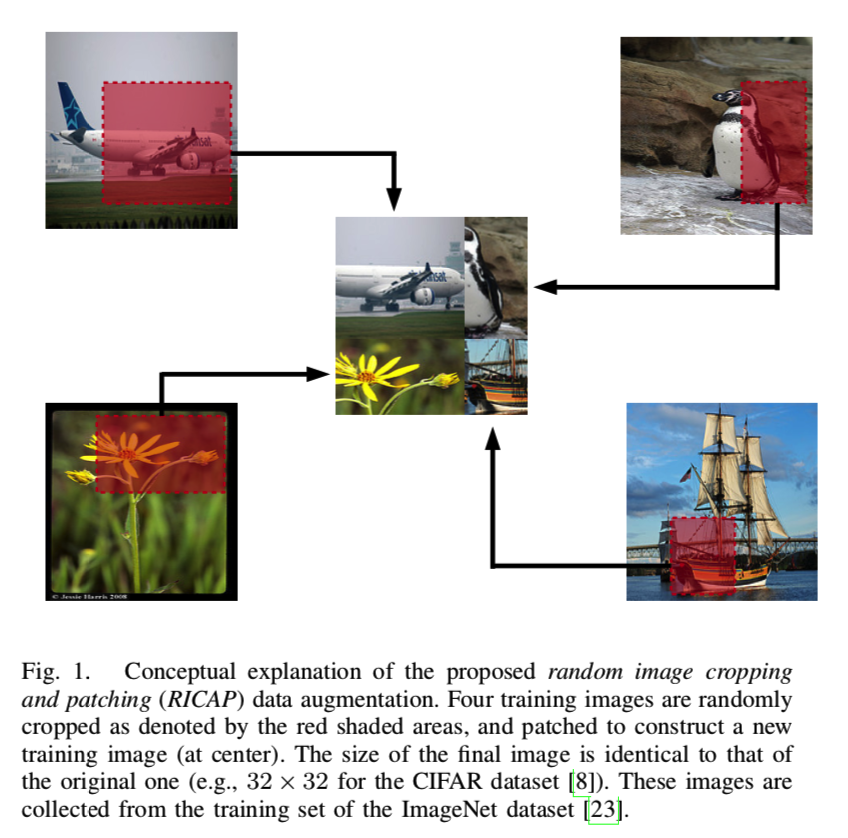 © Jessie Harris 2008
Fig. 1. Conceptual explanation of the proposed random image cropping
and patching (RICAP) data augmentation. Four training images are randomly
cropped as denoted by the red shaded areas, and patched to construct a new
training image (at center). The size of the final image is identical to that of
the original one (e.g., 32 × 32 for the CIFAR dataset [8]). These images are
collected from the training set of the ImageNet dataset [23].